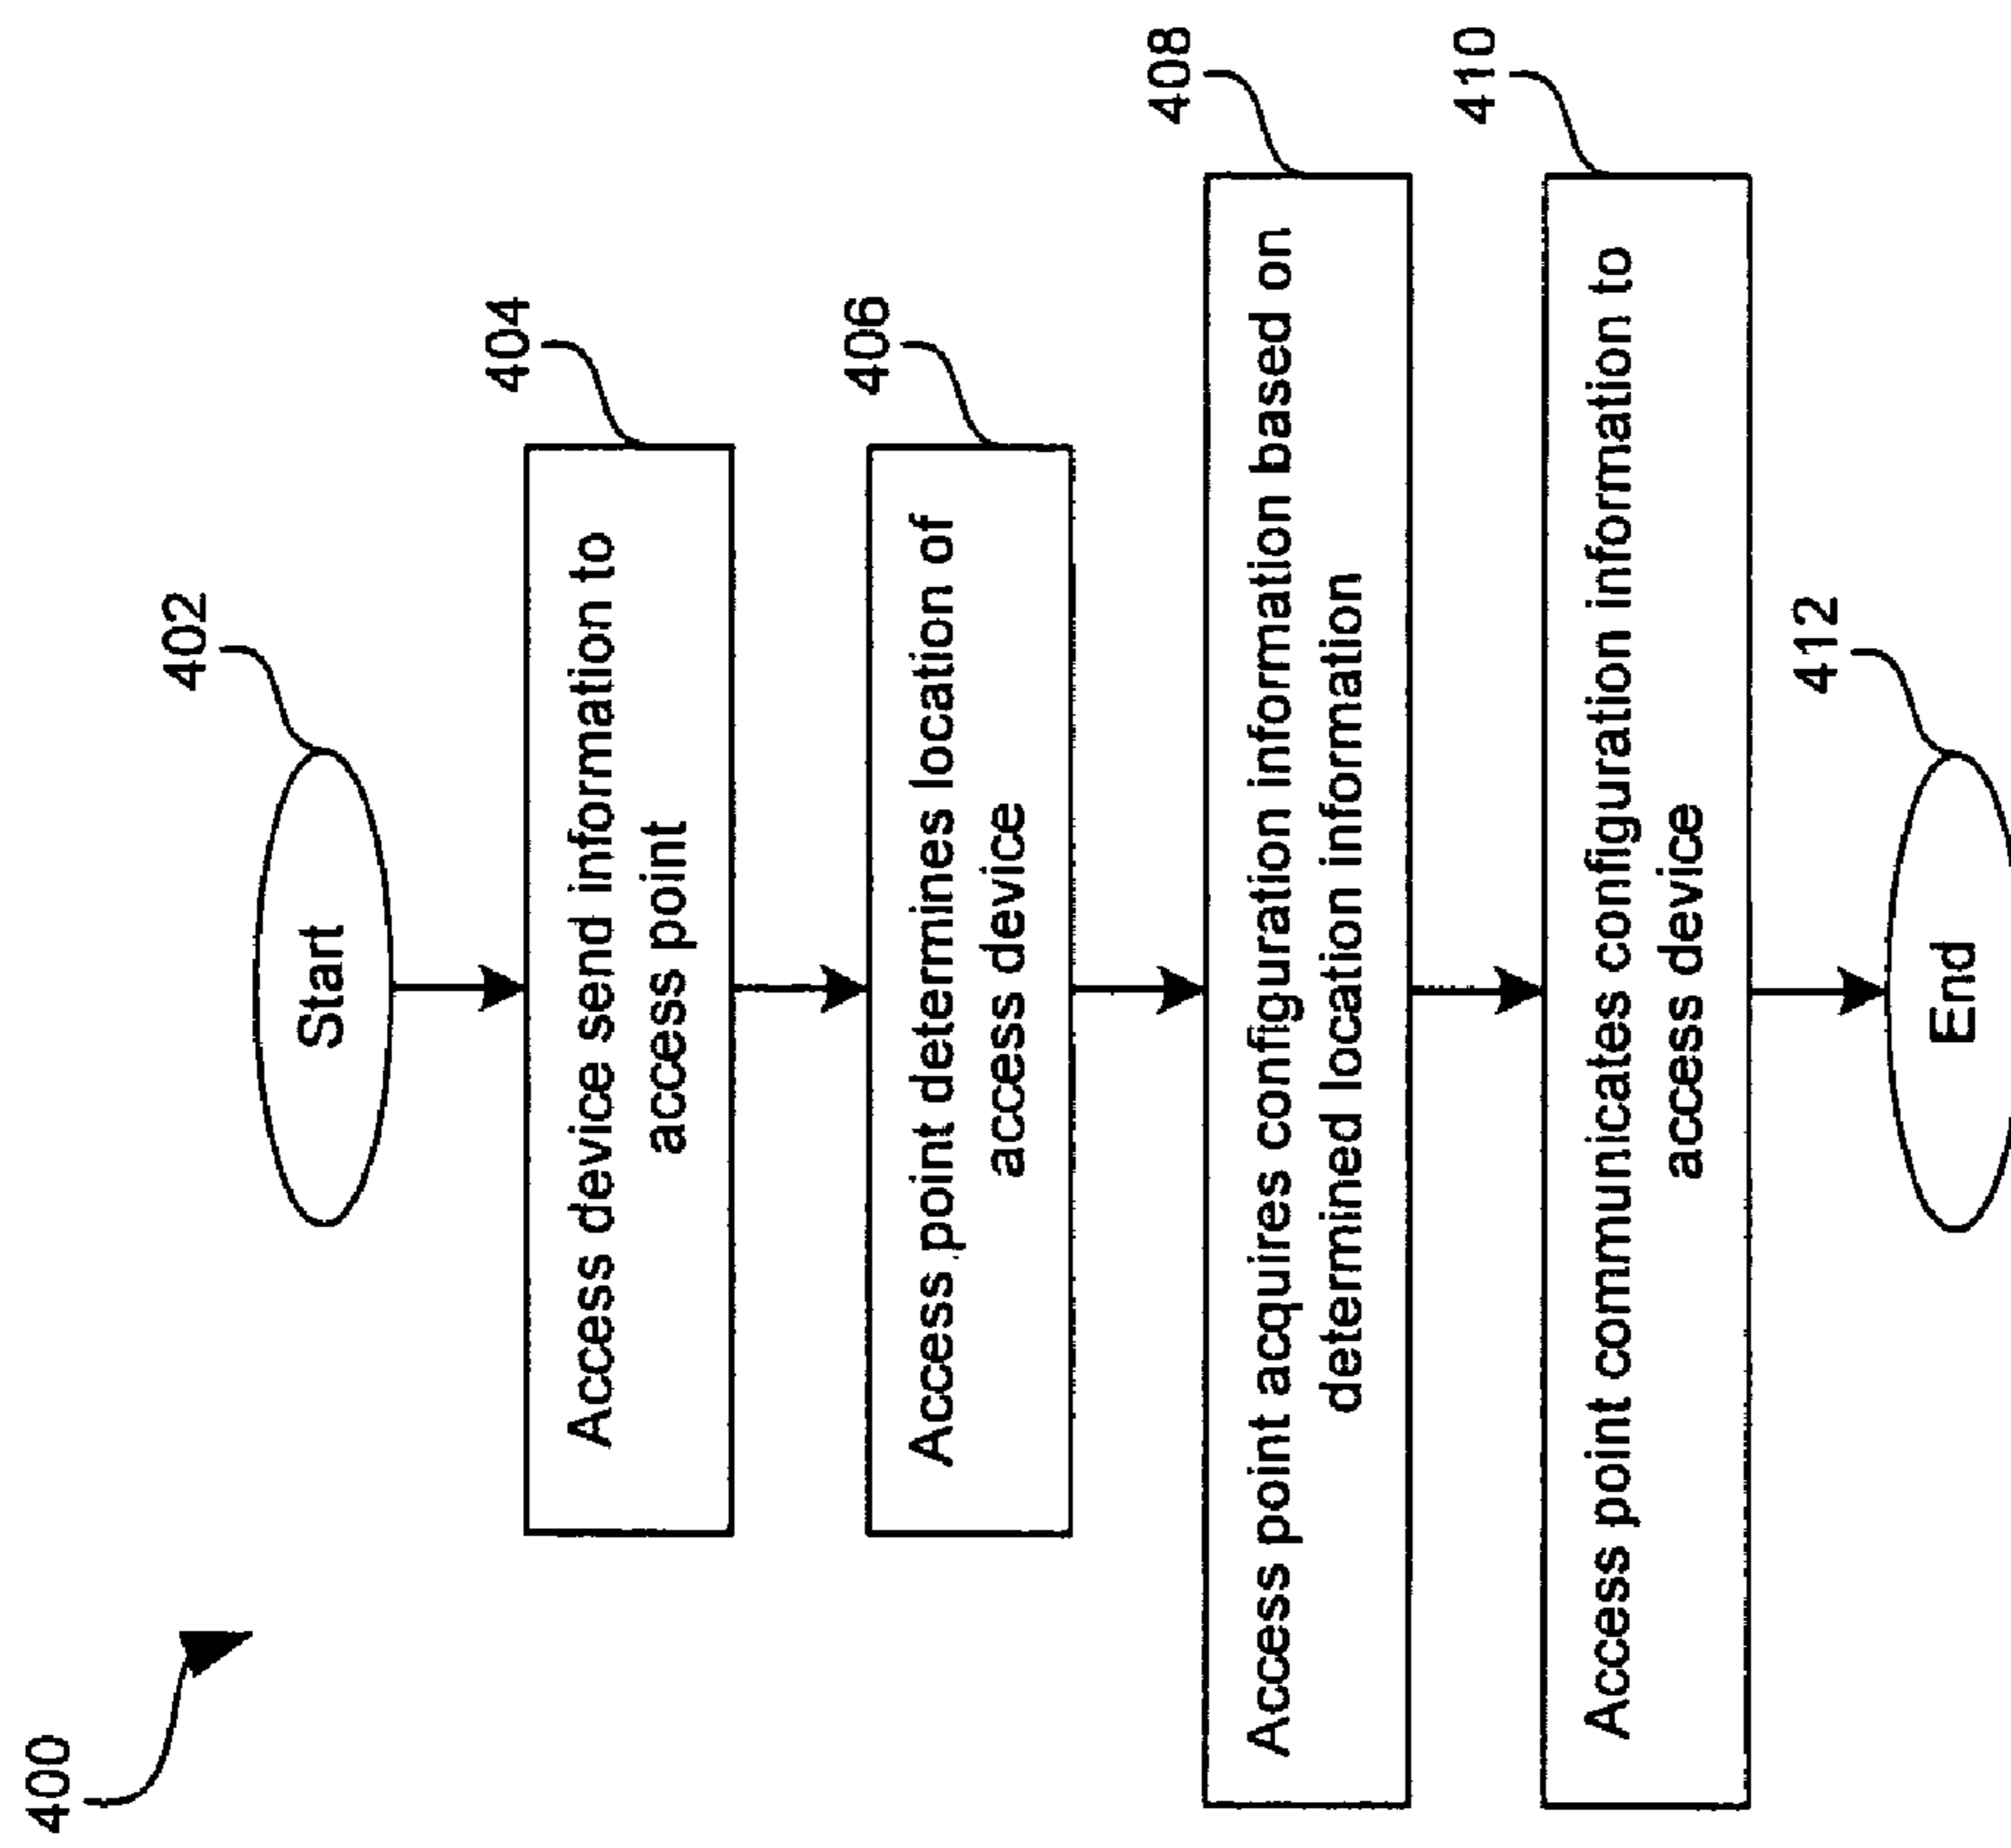 400
402
Start
404
Access device send information to
access point
406
Access point determines location of
access device
408
Access point acquires configuration information based on
determined location information
410
Access point communicates configuration information to
access device
412
End